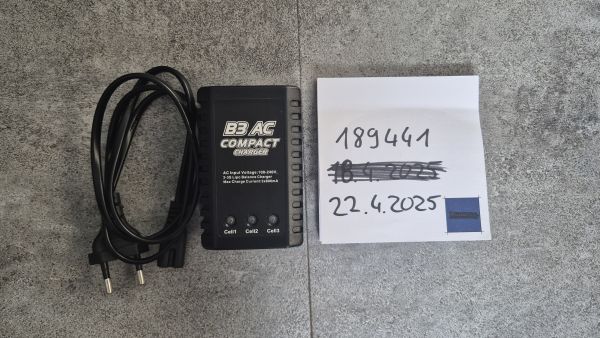 B3 AC
COMPACT
CHARGER
AC Input Voltage: 100-240V,
2-3S Lipo Balance Charger
Max Charge Current 3x800mA
Cell1 Cell2 Cell3
189441
18.4.2025
22.4.2025